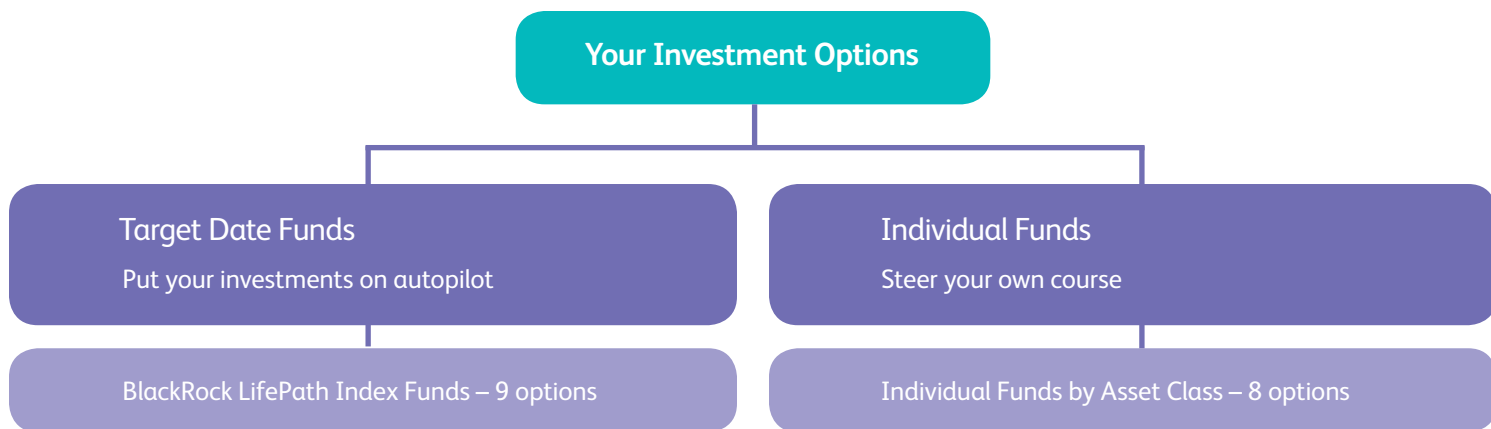 Your Investment Options
Target Date Funds
Put your investments on autopilot
BlackRock LifePath Index Funds – 9 options
Individual Funds
Steer your own course
Individual Funds by Asset Class – 8 options